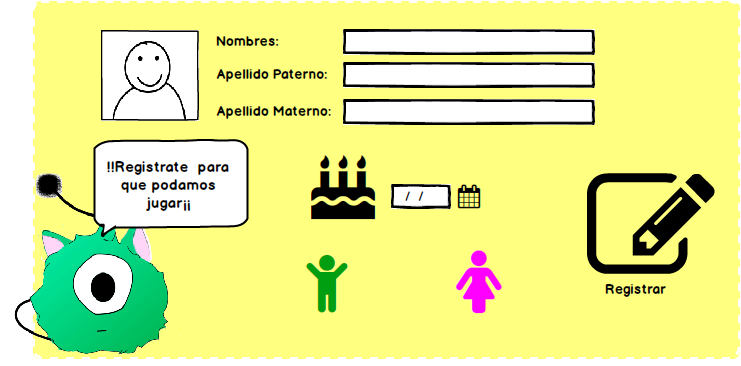 Nombres:
Apellido Paterno:
Apellido Materno:
!!Registrate para
que podamos
jugar¡¡
/ /
Registrar